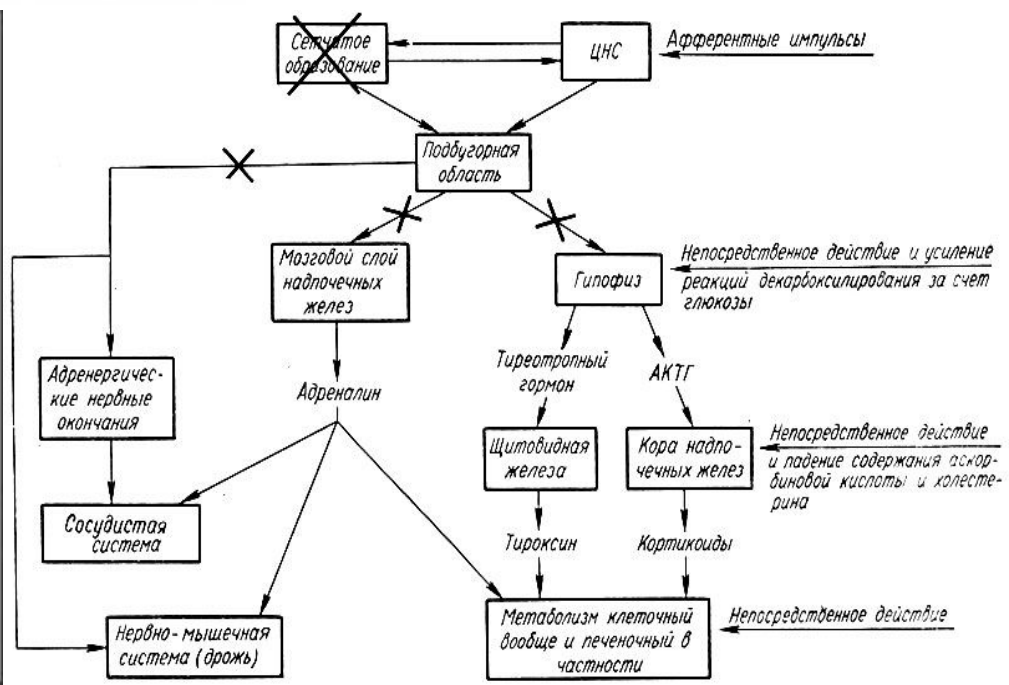 Сетчатое
образование
ЦНС
Афферентные импульсы
Подбугорная
область
Мозговой слой
надпочечных
желез
Гипофиз
Непосредственное действие и усиление
реакций декарбоксилирования за счет
глюкозы
Адренергичес-
кие нервные
окончания
Адреналин
Тиреотропный
гормон
АКТГ
Щитовидная
железа
Кора надпо-
чечных желез
Непосредственное действие
и падение содержания аскор-
биновой кислоты и холесте-
рина
Сосудистая
система
Тироксин
Кортикоиды
Нервно-мышечная
система (дрожь)
Метаболизм клеточный
вообще и печеночный в
частности
Непосредственное действие